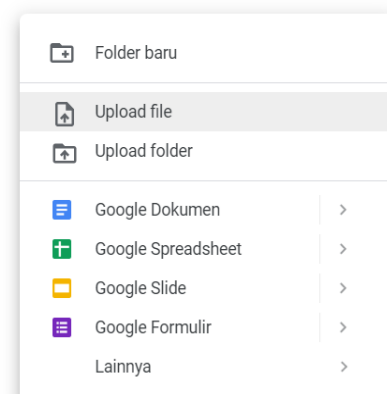 Folder baru
Upload file
Upload folder
Google Dokumen
Google Spreadsheet
Google Slide
Google Formulir
Lainnya